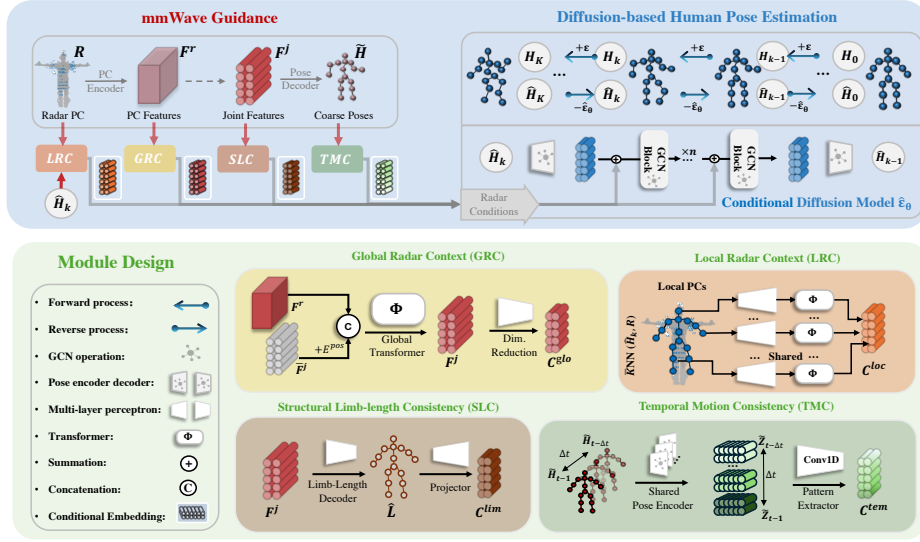 mmWave Guidance
R
F^r
F^j
H̃
PC
Encoder
Pose
Decoder
Radar PC
PC Features
Joint Features
Coarse Poses
LRC
GRC
SLC
TMC
Ĥ_k
Diffusion-based Human Pose Estimation
H_K
+ε
H_k
+ε
H_{k-1}
+ε
H_0
...
...
Ĥ_K
-ε̂_θ
Ĥ_k
-ε̂_θ
Ĥ_{k-1}
-ε̂_θ
Ĥ_0
Ĥ_k
+
GCN
Block
×n
...
+
GCN
Block
Ĥ_{k-1}
Radar
Conditions
Conditional Diffusion Model ε̂_θ
Module Design
• Forward process:
• Reverse process:
• GCN operation:
• Pose encoder decoder:
• Multi-layer perceptron:
• Transformer: Φ
• Summation: +
• Concatenation: C
• Conditional Embedding:
Global Radar Context (GRC)
F^r
F̄^j
+E^{pos}
C
Φ
Global
Transformer
F^j
Dim.
Reduction
C^{glo}
Local Radar Context (LRC)
Local PCs
KNN (Ĥ_k, R)
Φ
...
...
Φ
...
Shared
...
Φ
C^{loc}
Structural Limb-length Consistency (SLC)
F^j
Limb-Length
Decoder
L̂
Projector
C^{lim}
Temporal Motion Consistency (TMC)
H̃_{t-Δt}
Δt
H̃_{t-1}
Shared
Pose Encoder
Z̃_{t-Δt}
...
Δt
Z̃_{t-1}
Conv1D
Pattern
Extractor
C^{tem}